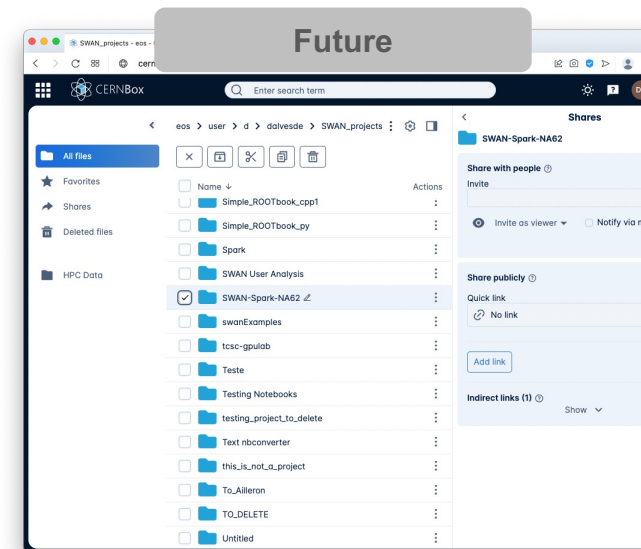 Future
SWAN_projects - eos -
cern
CERNBox
Enter search term
?
D
eos > user > d > dalvesde > SWAN_projects
All files
Favorites
Shares
Deleted files
HPC Data
Name
Actions
Simple_ROOTbook_cpp1
Simple_ROOTbook_py
Spark
SWAN User Analysis
SWAN-Spark-NA62
swanExamples
tcsc-gpulab
Teste
Testing Notebooks
testing_project_to_delete
Text nbconverter
this_is_not_a_project
To_Ailleron
TO_DELETE
Untitled
Shares
SWAN-Spark-NA62
Share with people
Invite
Invite as viewer
Notify via
Share publicly
Quick link
No link
Add link
Indirect links (1)
Show